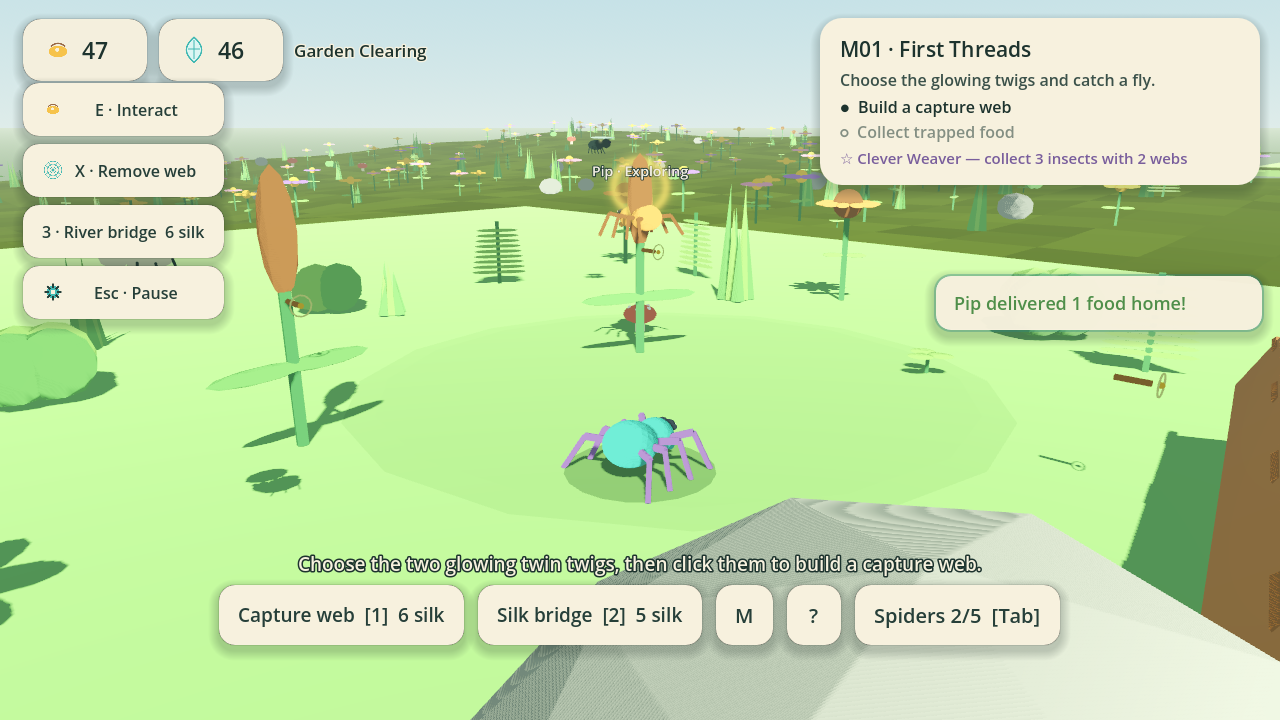 47
46
Garden Clearing
E · Interact
X · Remove web
3 · River bridge 6 silk
Esc · Pause
M01 · First Threads
Choose the glowing twigs and catch a fly.
● Build a capture web
○ Collect trapped food
☆ Clever Weaver — collect 3 insects with 2 webs
Pip · Exploring
Pip delivered 1 food home!
Choose the two glowing twin twigs, then click them to build a capture web.
Capture web [1] 6 silk
Silk bridge [2] 5 silk
M
?
Spiders 2/5 [Tab]